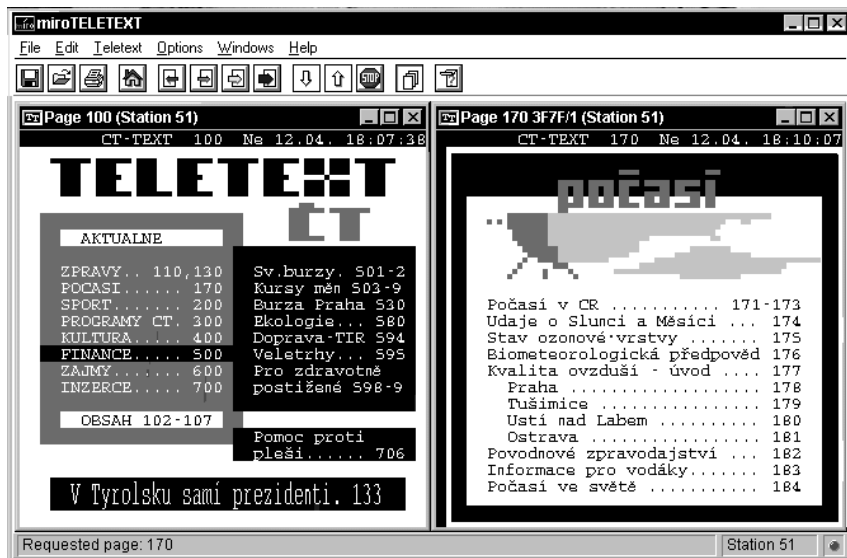 miro miroTELETEXT
File Edit Teletext Options Windows Help
STOP
TT Page 100 (Station 51)
CT-TEXT 100 Ne 12.04. 18:07:38
TELETEXT
ČT
AKTUALNE
ZPRAVY.. 110,130
POCASI...... 170
SPORT....... 200
PROGRAMY CT. 300
KULTURA..... 400
FINANCE..... 500
ZAJMY....... 600
INZERCE..... 700
OBSAH 102-107
Sv.burzy. 501-2
Kursy měn 503-9
Burza Praha 530
Ekologie... 580
Doprava-TIR 594
Veletrhy... 595
Pro zdravotně
postižené 598-9
Pomoc proti
pleši...... 706
V Tyrolsku samí prezidenti. 133
TT Page 170 3F7F/1 (Station 51)
CT-TEXT 170 Ne 12.04. 18:10:07
počasí
Počasí v CR ........... 171-173
Udaje o Slunci a Měsíci ... 174
Stav ozonové vrstvy ....... 175
Biometeorologická předpověd 176
Kvalita ovzduší - úvod .... 177
Praha .................. 178
Tušimice ............... 179
Ustí nad Labem ......... 180
Ostrava ................ 181
Povodnové zpravodajství ... 182
Informace pro vodáky....... 183
Počasí ve světě ........... 184
Requested page: 170
Station 51